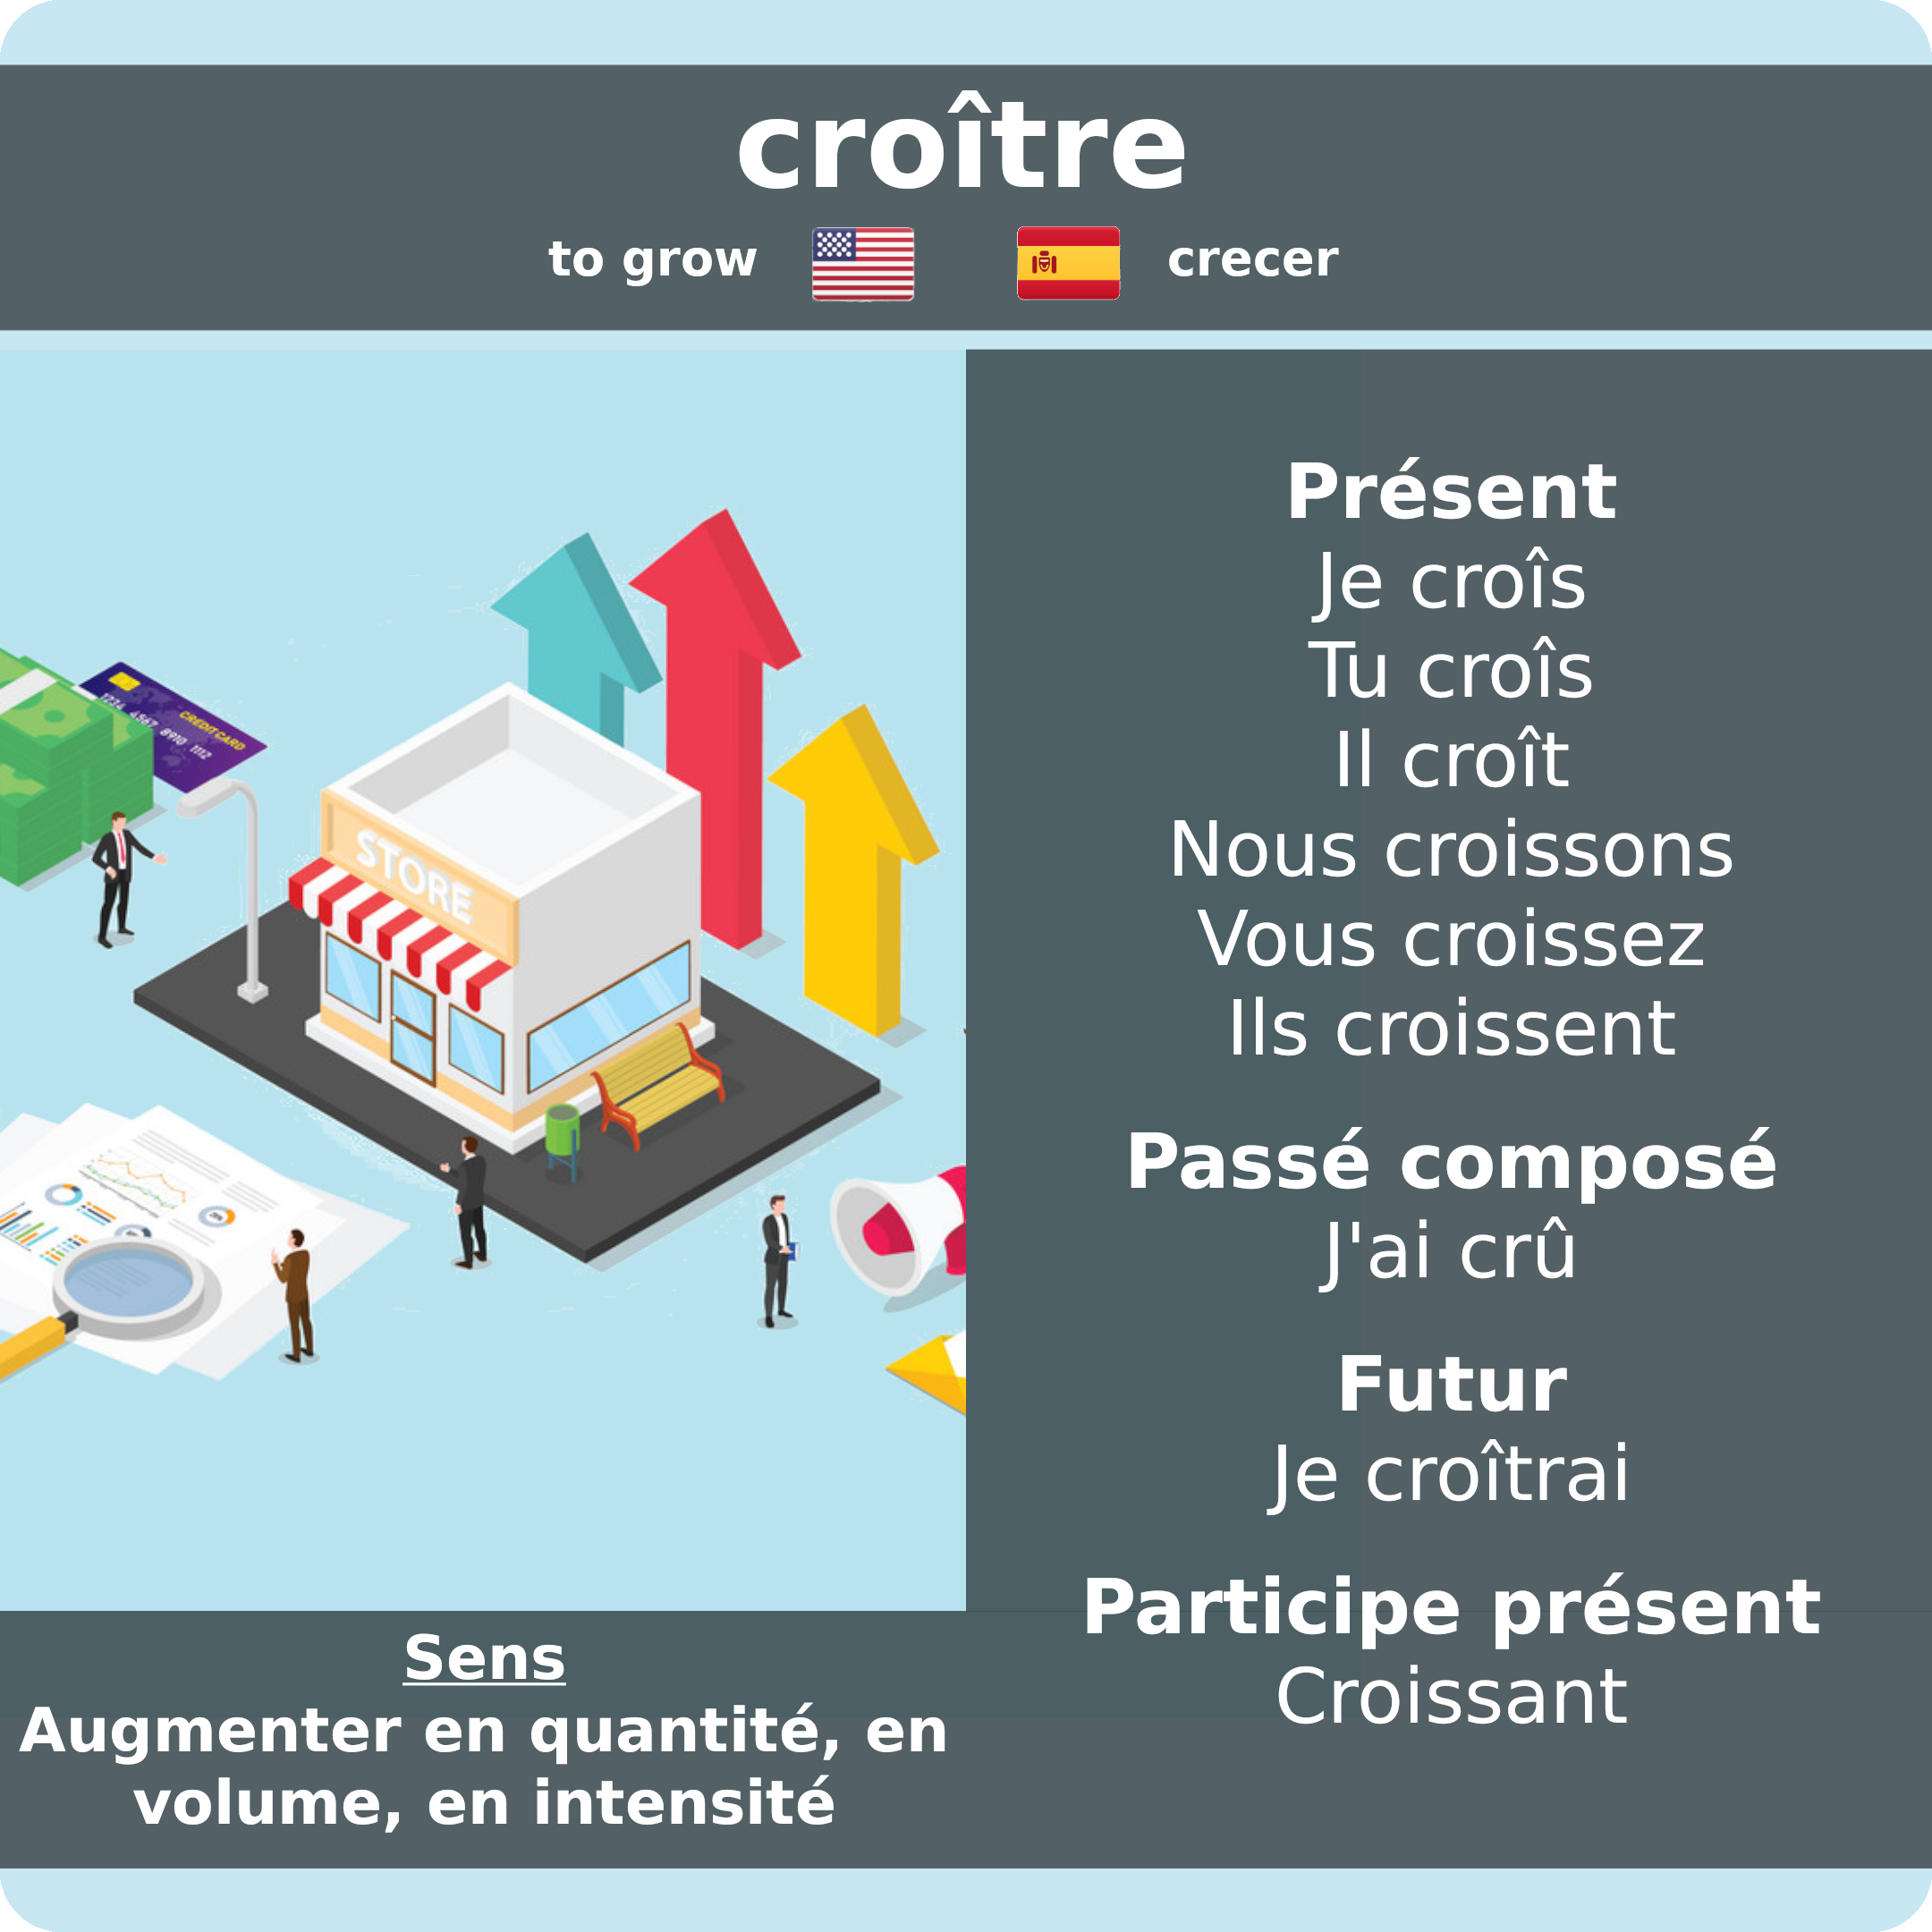 croître
to grow
crecer
CREDIT CARD
1234 4567 8910 1112
STORE
Présent
Je croîs
Tu croîs
Il croît
Nous croissons
Vous croissez
Ils croissent
Passé composé
J'ai crû
Futur
Je croîtrai
Participe présent
Croissant
Sens
Augmenter en quantité, en
volume, en intensité